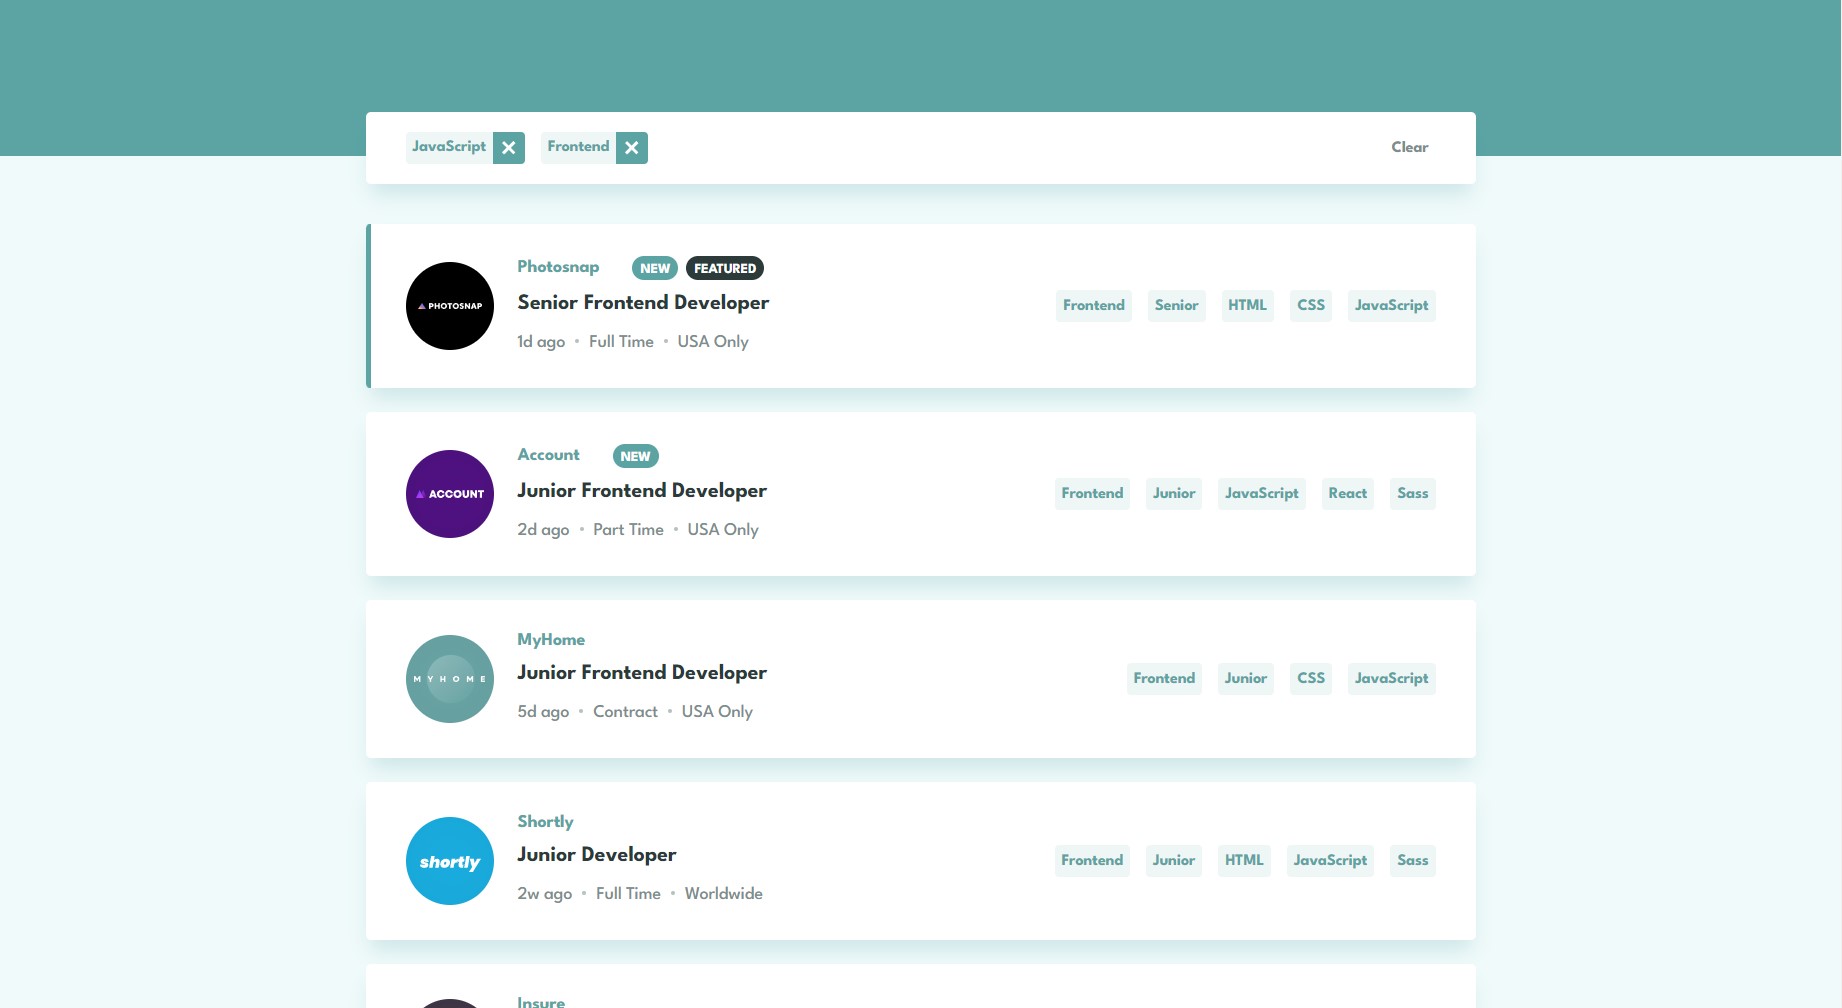 JavaScript Frontend Clear
Photosnap NEW FEATURED
PHOTOSNAP
Senior Frontend Developer
Frontend Senior HTML CSS JavaScript
1d ago • Full Time • USA Only
Account NEW
ACCOUNT
Junior Frontend Developer
Frontend Junior JavaScript React Sass
2d ago • Part Time • USA Only
MyHome
MYHOME
Junior Frontend Developer
Frontend Junior CSS JavaScript
5d ago • Contract • USA Only
Shortly
shortly
Junior Developer
Frontend Junior HTML JavaScript Sass
2w ago • Full Time • Worldwide
Insure